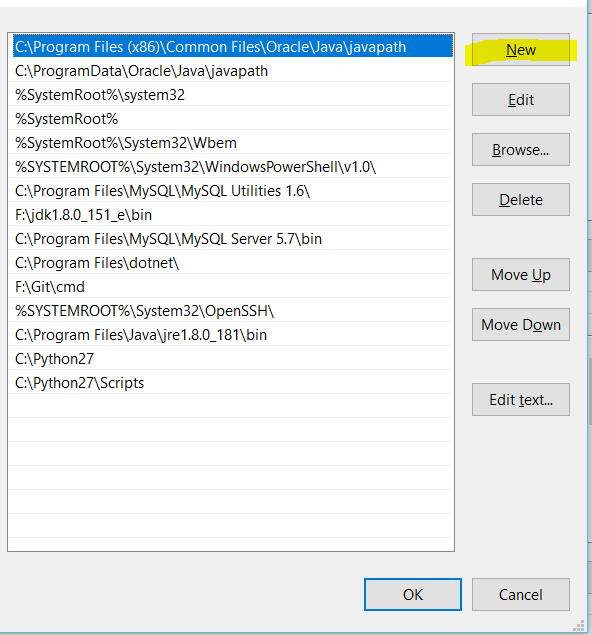 C:\Program Files (x86)\Common Files\Oracle\Java\javapath
C:\ProgramData\Oracle\Java\javapath
%SystemRoot%\system32
%SystemRoot%
%SystemRoot%\System32\Wbem
%SYSTEMROOT%\System32\WindowsPowerShell\v1.0\
C:\Program Files\MySQL\MySQL Utilities 1.6\
F:\jdk1.8.0_151_e\bin
C:\Program Files\MySQL\MySQL Server 5.7\bin
C:\Program Files\dotnet\
F:\Git\cmd
%SYSTEMROOT%\System32\OpenSSH\
C:\Program Files\Java\jre1.8.0_181\bin
C:\Python27
C:\Python27\Scripts
New
Edit
Browse...
Delete
Move Up
Move Down
Edit text...
OK
Cancel